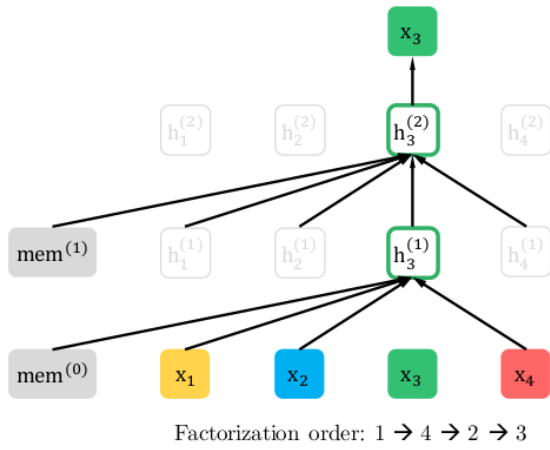 x₃
h₁⁽²⁾ h₂⁽²⁾ h₃⁽²⁾ h₄⁽²⁾
mem⁽¹⁾ h₁⁽¹⁾ h₂⁽¹⁾ h₃⁽¹⁾ h₄⁽¹⁾
mem⁽⁰⁾ x₁ x₂ x₃ x₄
Factorization order: 1 → 4 → 2 → 3